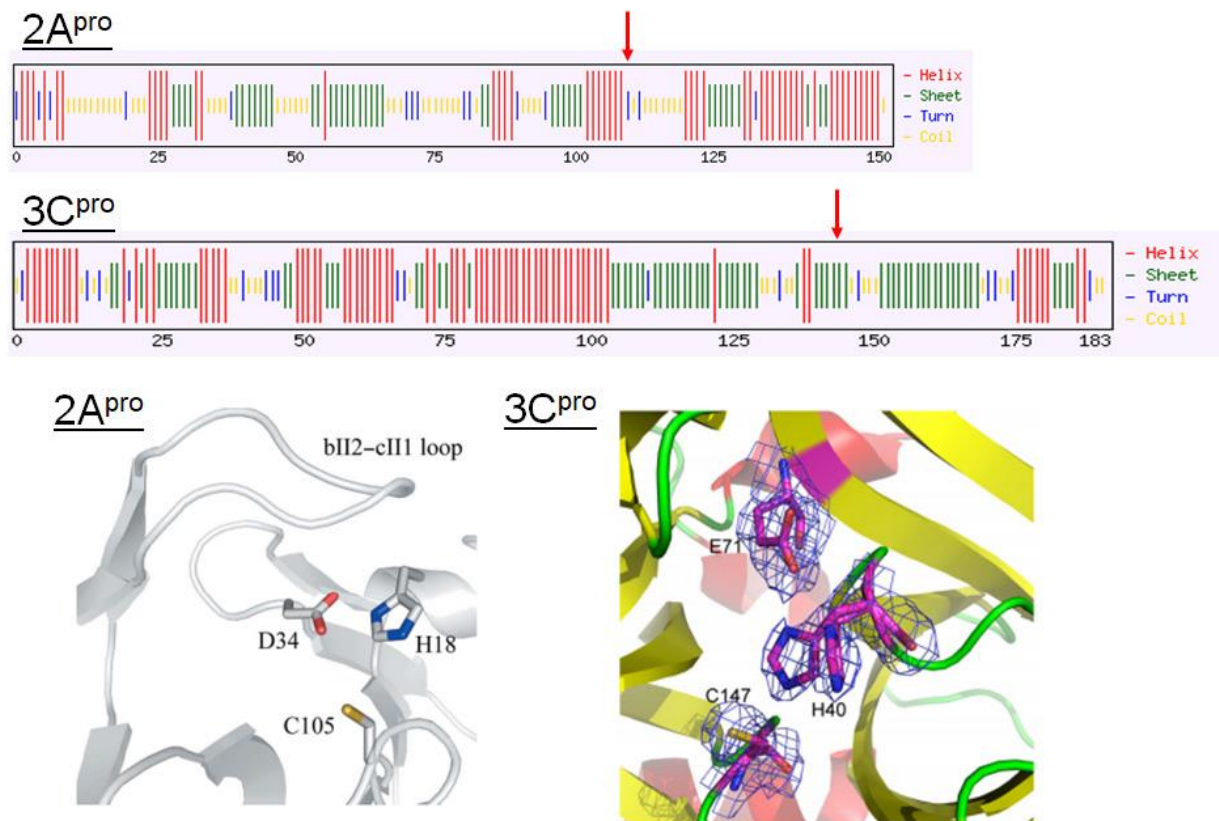 2Apro
- Helix
- Sheet
- Turn
- Coil
0 25 50 75 100 125 150
3Cpro
- Helix
- Sheet
- Turn
- Coil
0 25 50 75 100 125 150 175 183
2Apro
3Cpro
bII2-cII1 loop
E71
D34
H18
C147
H40
C105